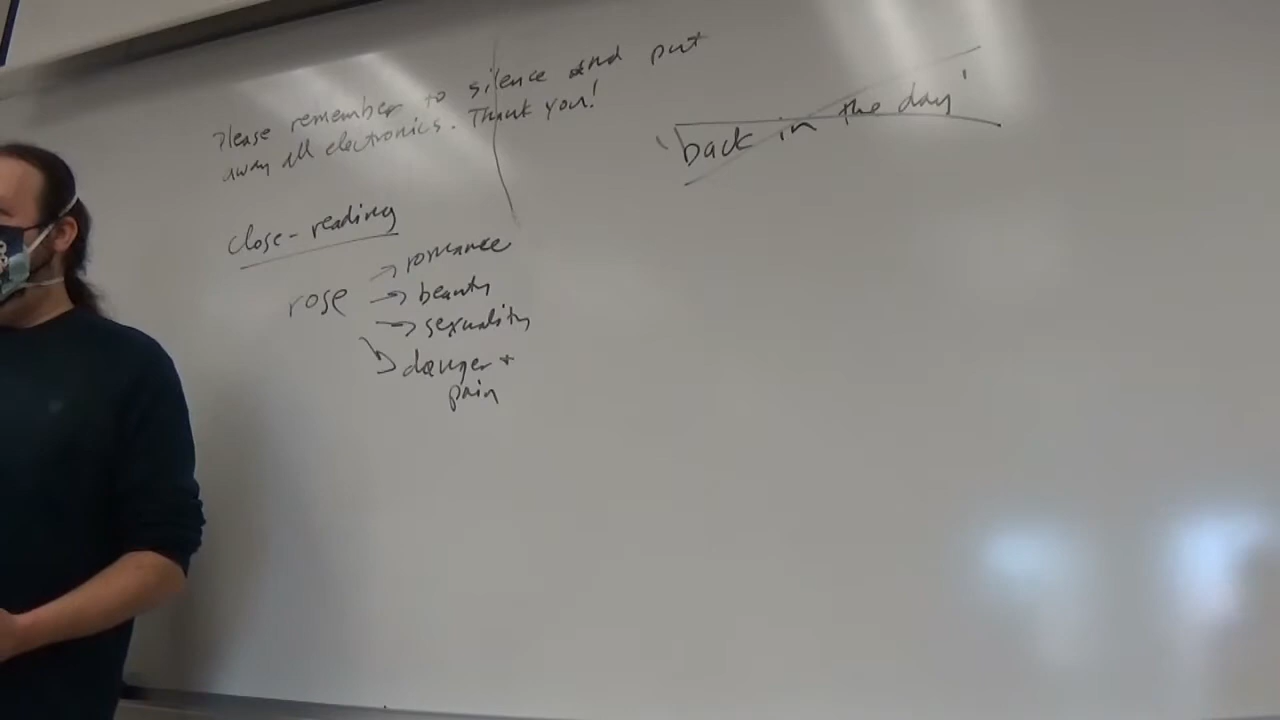 Please remember to silence and put
away all electronics. Thank you!
'back in the day'
close-reading
rose → romance
→ beauty
→ sexuality
→ danger +
pain